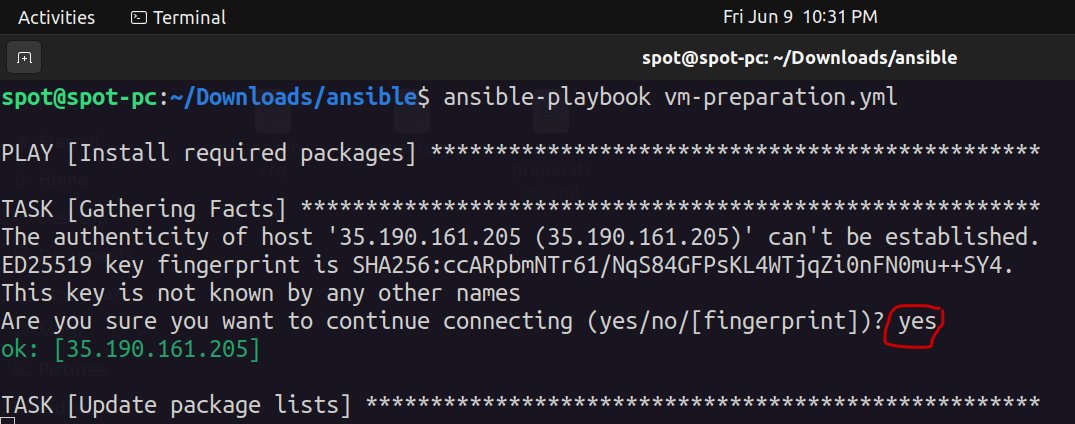 Activities Terminal Fri Jun 9 10:31 PM
spot@spot-pc: ~/Downloads/ansible
spot@spot-pc:~/Downloads/ansible$ ansible-playbook vm-preparation.yml
PLAY [Install required packages] ***********************************************
TASK [Gathering Facts] *********************************************************
The authenticity of host '35.190.161.205 (35.190.161.205)' can't be established.
ED25519 key fingerprint is SHA256:ccARpbmNTr61/NqS84GFPsKL4WTjqZi0nFN0mu++SY4.
This key is not known by any other names
Are you sure you want to continue connecting (yes/no/[fingerprint])? yes
ok: [35.190.161.205]
Pictures
TASK [Update package lists] ****************************************************